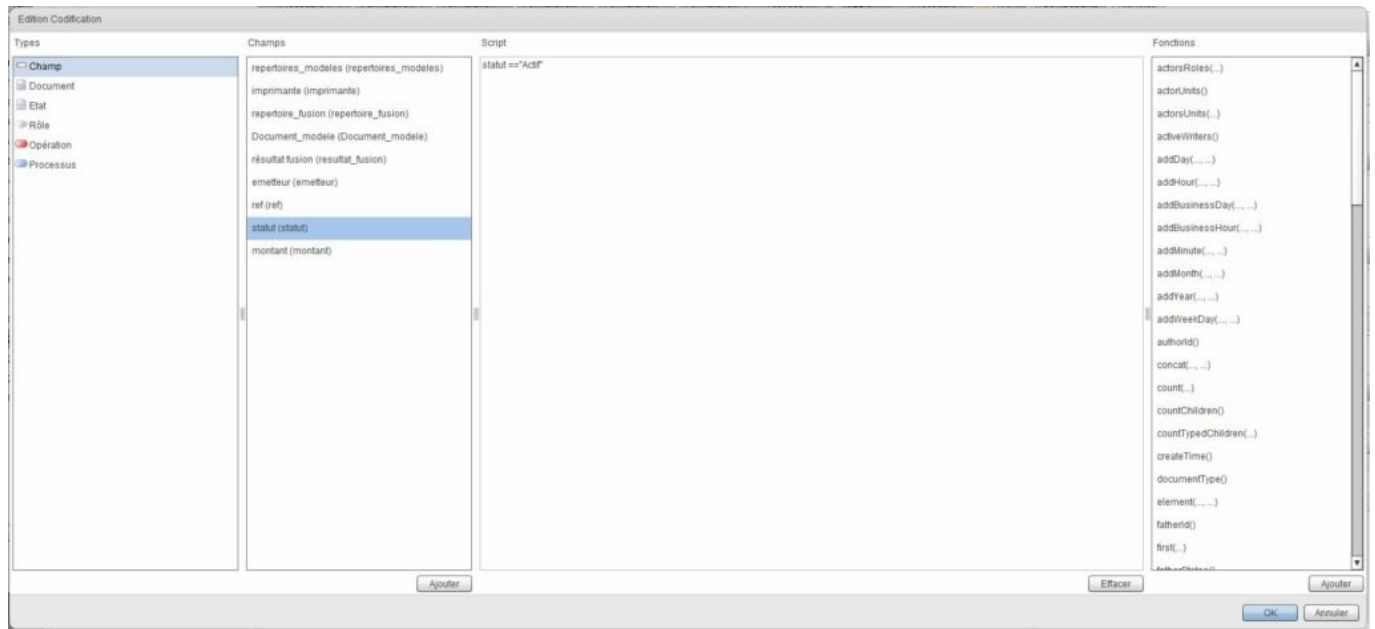 Edition Codification
Types
Champ
Document
Etat
Rôle
Opération
Processus
Champs
repertoires_modeles (repertoires_modeles)
imprimante (imprimante)
repertoire_fusion (repertoire_fusion)
Document_modele (Document_modele)
résultat fusion (resultat_fusion)
emetteur (emetteur)
ref (ref)
statut (statut)
montant (montant)
Ajouter
Script
statut =="Actif"
Effacer
Fonctions
actorsRoles(...)
actorUnits()
actorsUnits(...)
activeWriters()
addDay(..., ...)
addHour(..., ...)
addBusinessDay(..., ...)
addBusinessHour(..., ...)
addMinute(..., ...)
addMonth(..., ...)
addYear(..., ...)
addWeekDay(..., ...)
authorId()
concat(..., ...)
count(...)
countChildren()
countTypedChildren(...)
createTime()
documentType()
element(..., ...)
fatherId()
first(...)
Ajouter
OK
Annuler